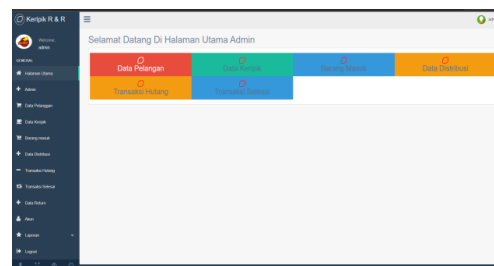 Keripik R & R
Welcome,
admin
GENERAL
Halaman Utama
Admin
Data Pelanggan
Data Keripik
Barang masuk
Data Distribusi
Transaksi Hutang
Transaksi Selesai
Data Return
Akun
Laporan
Logout
Selamat Datang Di Halaman Utama Admin
Data Pelangan
Data Keripik
Barang Masuk
Data Distribusi
Transaksi Hutang
Transaksi Selesai